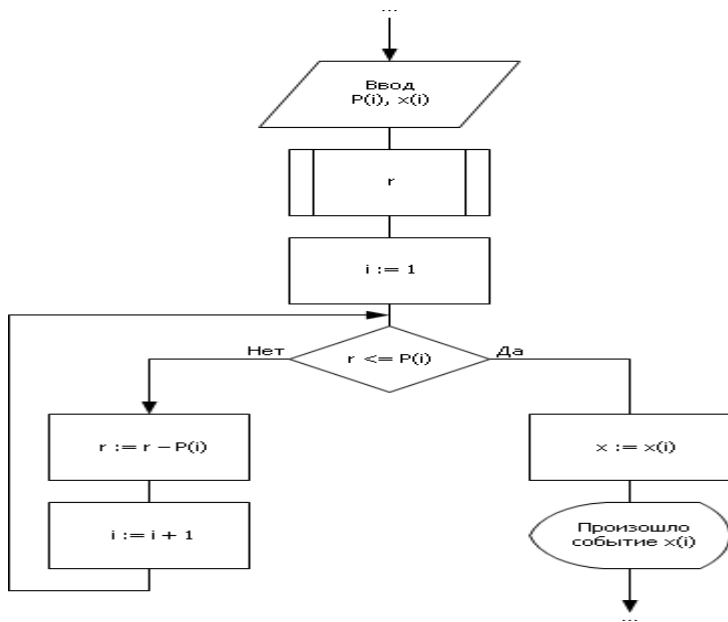 ...
Ввод
P(i), x(i)
r
i := 1
r <= P(i)
Нет
Да
r := r − P(i)
i := i + 1
x := x(i)
Произошло
событие x(i)
...